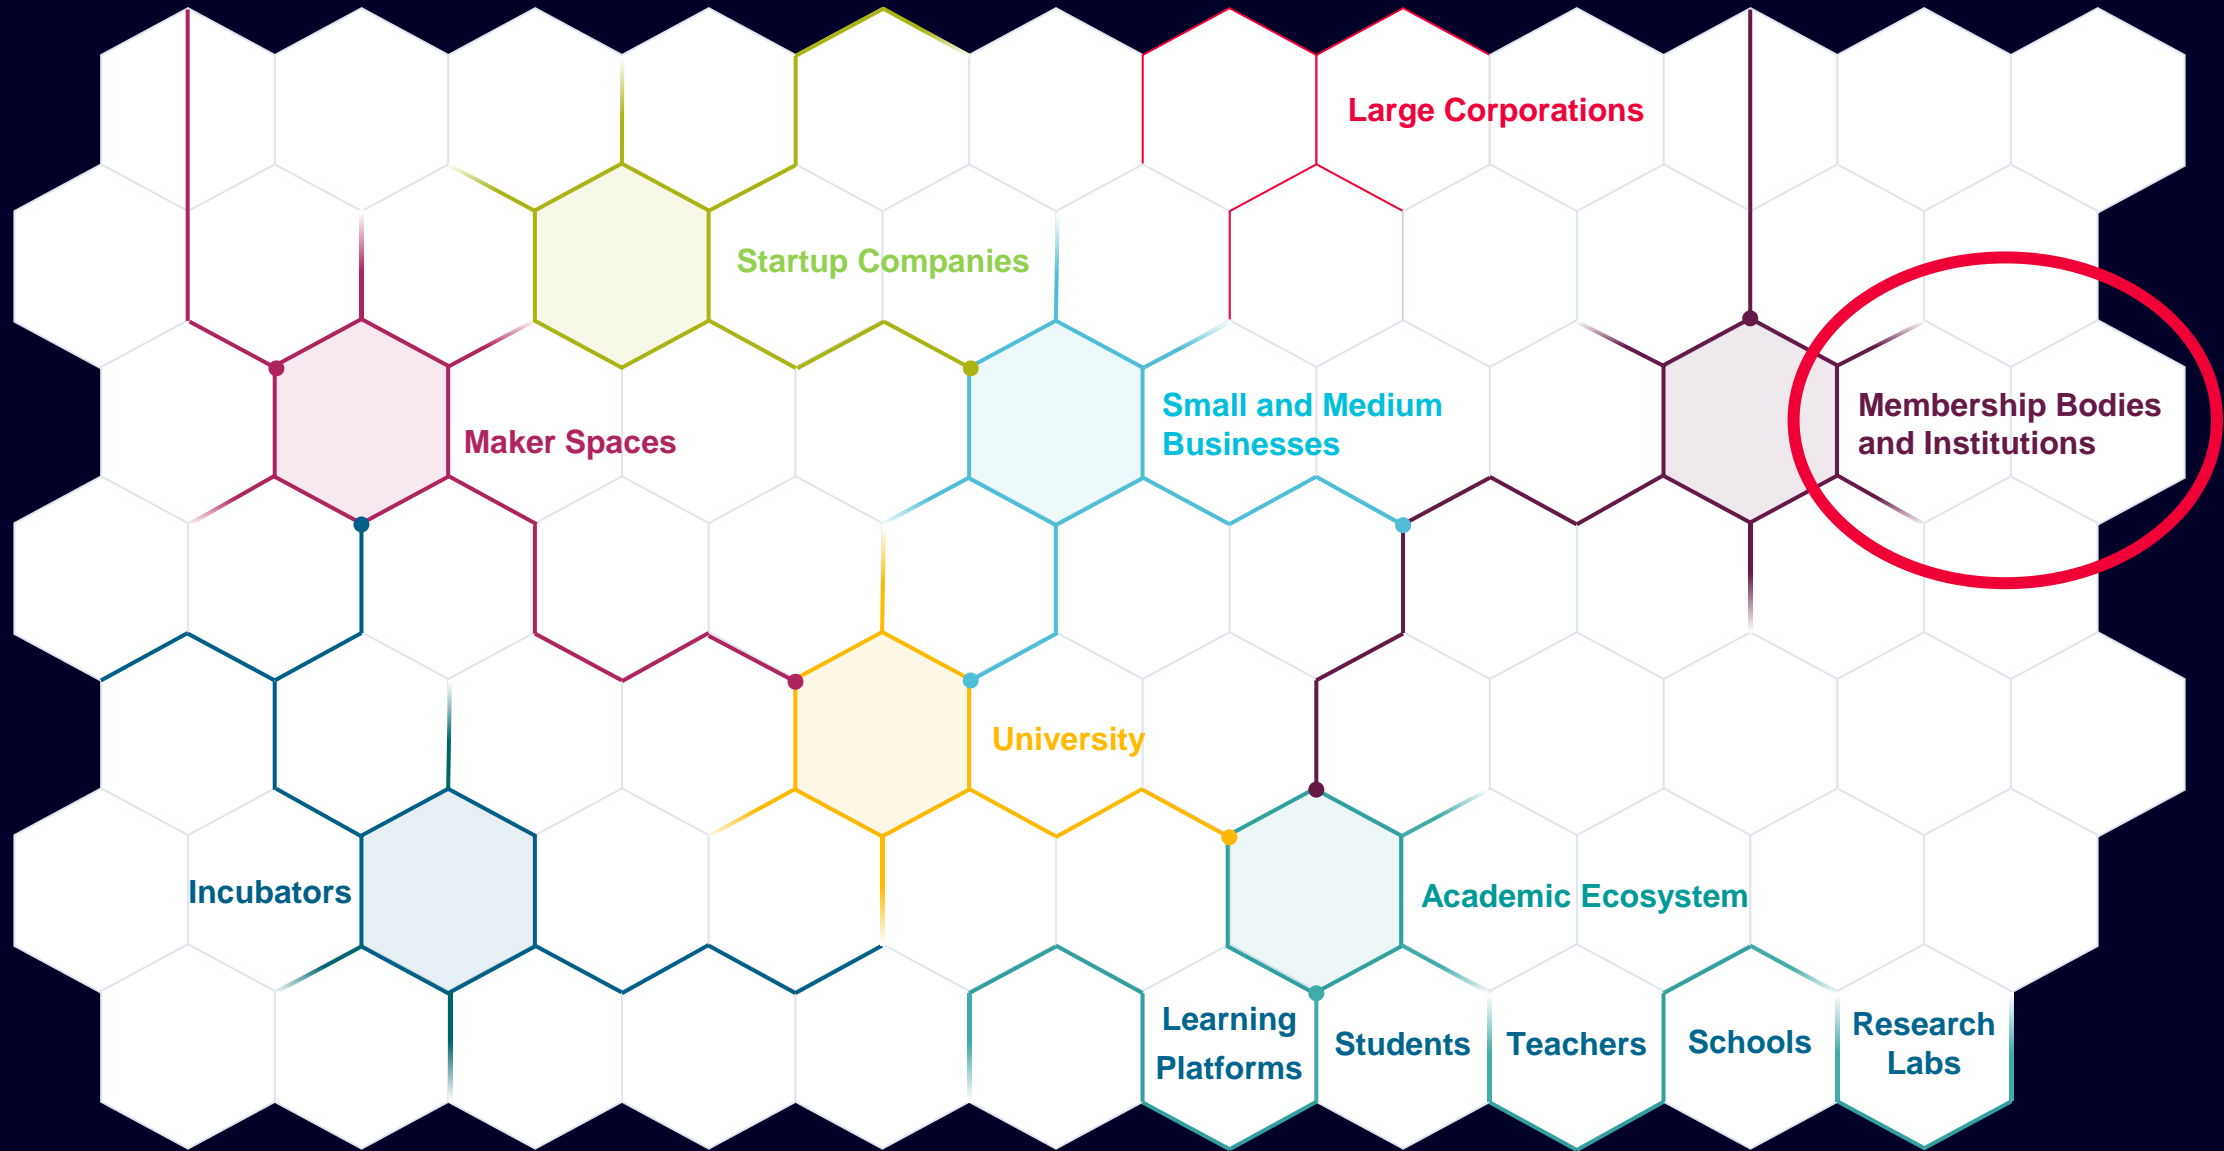 Large Corporations
Startup Companies
Small and Medium
Businesses
Membership Bodies
and Institutions
Maker Spaces
University
Incubators
Academic Ecosystem
Learning
Platforms
Students
Teachers
Schools
Research
Labs